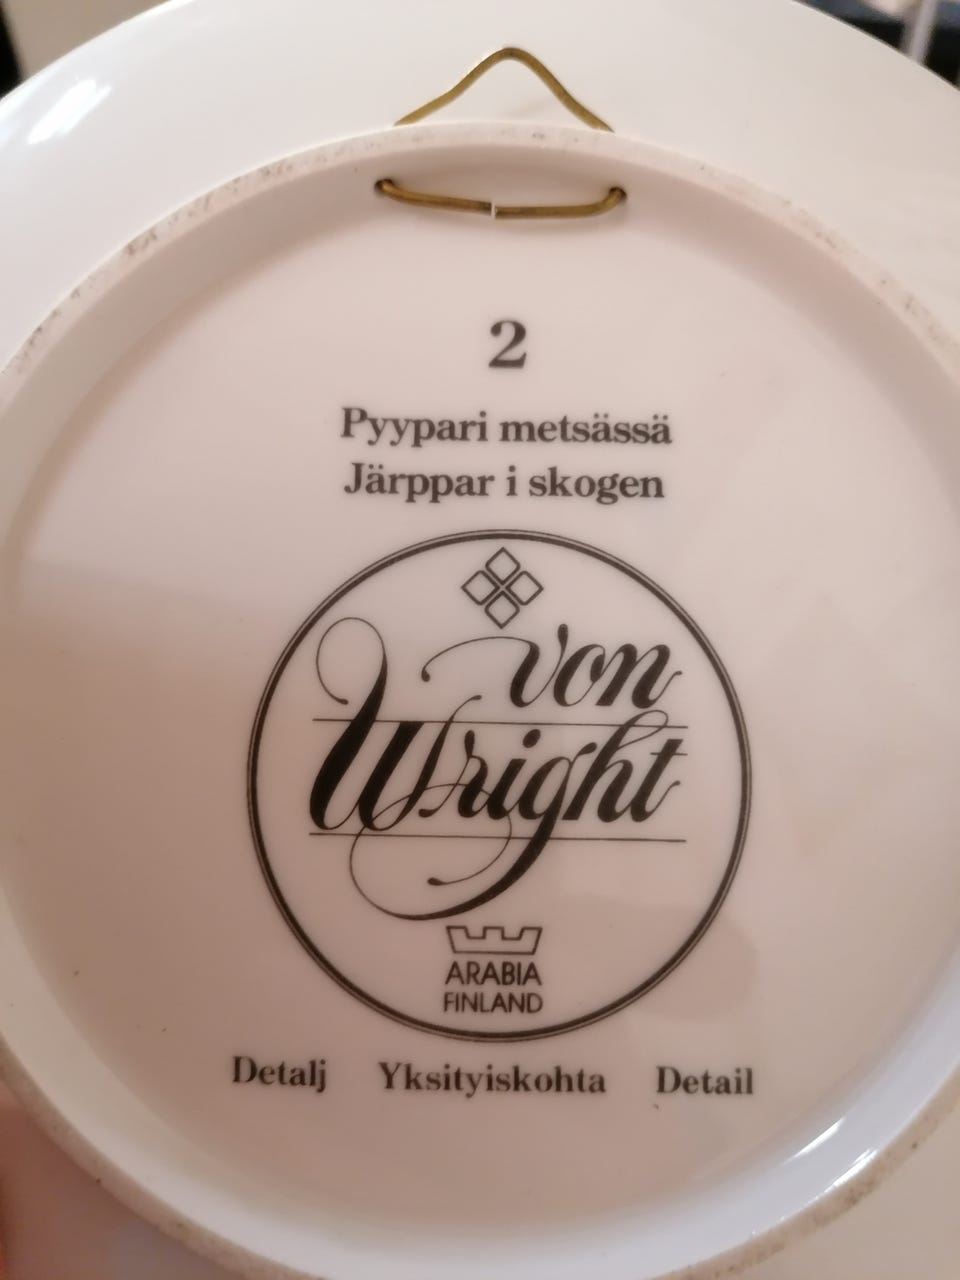 2
Pyypari metsässä
Järppar i skogen
von
Wright
ARABIA
FINLAND
Detalj Yksityiskohta Detail